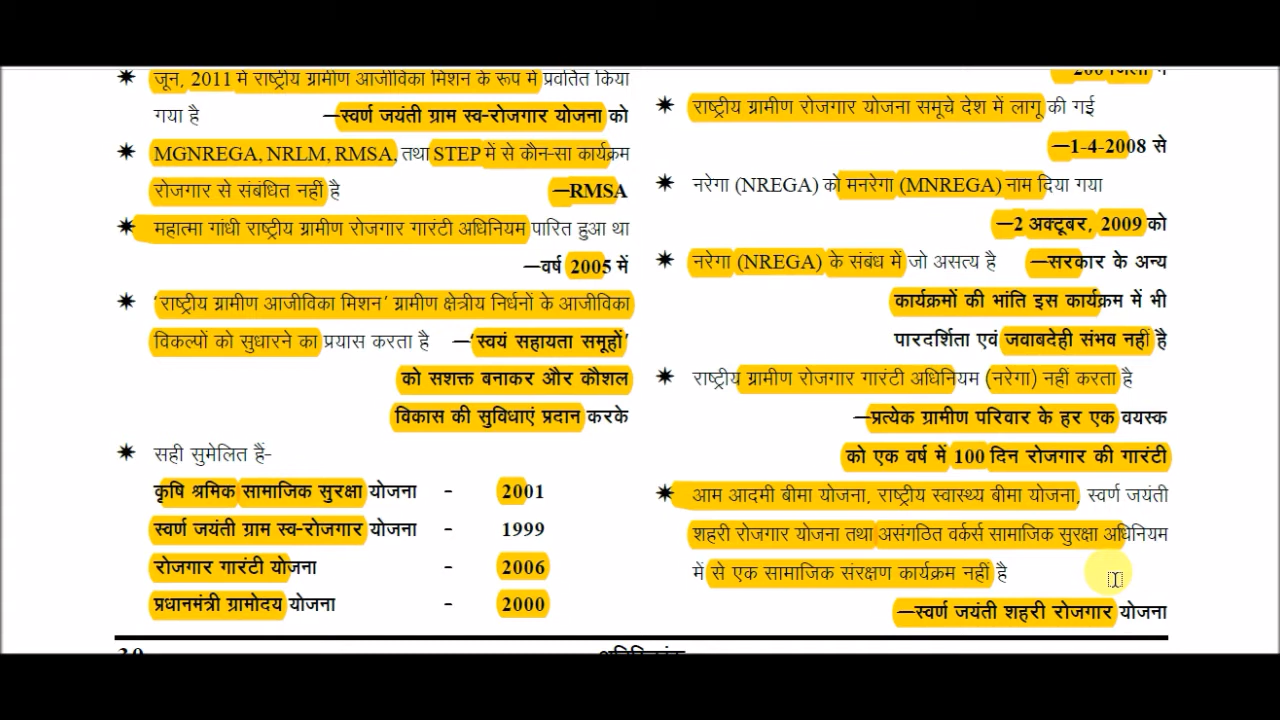 जून, 2011 में राष्ट्रीय ग्रामीण आजीविका मिशन के रूप में प्रवर्तित किया
गया है —स्वर्ण जयंती ग्राम स्व-रोजगार योजना को
✶ MGNREGA, NRLM, RMSA, तथा STEP में से कौन-सा कार्यक्रम
रोजगार से संबंधित नहीं है —RMSA
✶ महात्मा गांधी राष्ट्रीय ग्रामीण रोजगार गारंटी अधिनियम पारित हुआ था
—वर्ष 2005 में
✶ 'राष्ट्रीय ग्रामीण आजीविका मिशन' ग्रामीण क्षेत्रीय निर्धनों के आजीविका
विकल्पों को सुधारने का प्रयास करता है —'स्वयं सहायता समूहों'
को सशक्त बनाकर और कौशल
विकास की सुविधाएं प्रदान करके
✶ सही सुमेलित हैं-
कृषि श्रमिक सामाजिक सुरक्षा योजना - 2001
स्वर्ण जयंती ग्राम स्व-रोजगार योजना - 1999
रोजगार गारंटी योजना - 2006
प्रधानमंत्री ग्रामोदय योजना - 2000
✶ राष्ट्रीय ग्रामीण रोजगार योजना समूचे देश में लागू की गई
—1-4-2008 से
✶ नरेगा (NREGA) को मनरेगा (MNREGA) नाम दिया गया
—2 अक्टूबर, 2009 को
✶ नरेगा (NREGA) के संबंध में जो असत्य है —सरकार के अन्य
कार्यक्रमों की भांति इस कार्यक्रम में भी
पारदर्शिता एवं जवाबदेही संभव नहीं है
✶ राष्ट्रीय ग्रामीण रोजगार गारंटी अधिनियम (नरेगा) नहीं करता है
—प्रत्येक ग्रामीण परिवार के हर एक वयस्क
को एक वर्ष में 100 दिन रोजगार की गारंटी
✶ आम आदमी बीमा योजना, राष्ट्रीय स्वास्थ्य बीमा योजना, स्वर्ण जयंती
शहरी रोजगार योजना तथा असंगठित वर्कर्स सामाजिक सुरक्षा अधिनियम
में से एक सामाजिक संरक्षण कार्यक्रम नहीं है
—स्वर्ण जयंती शहरी रोजगार योजना